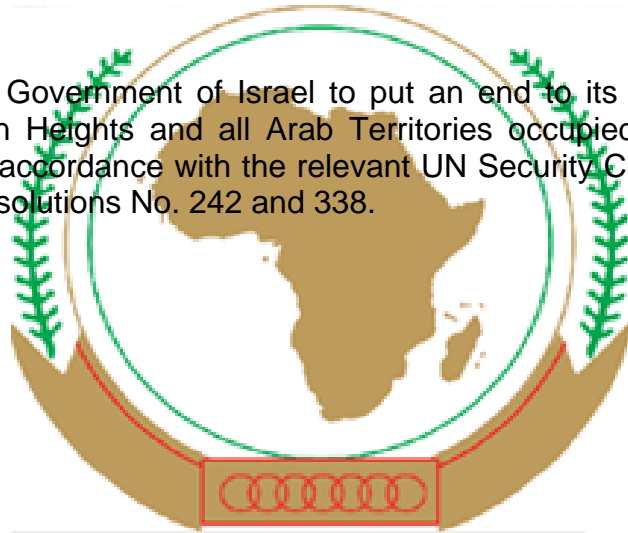 Government of Israel to put an end to its
Heights and all Arab Territories occupied
accordance with the relevant UN Security
No. 242 and 338.